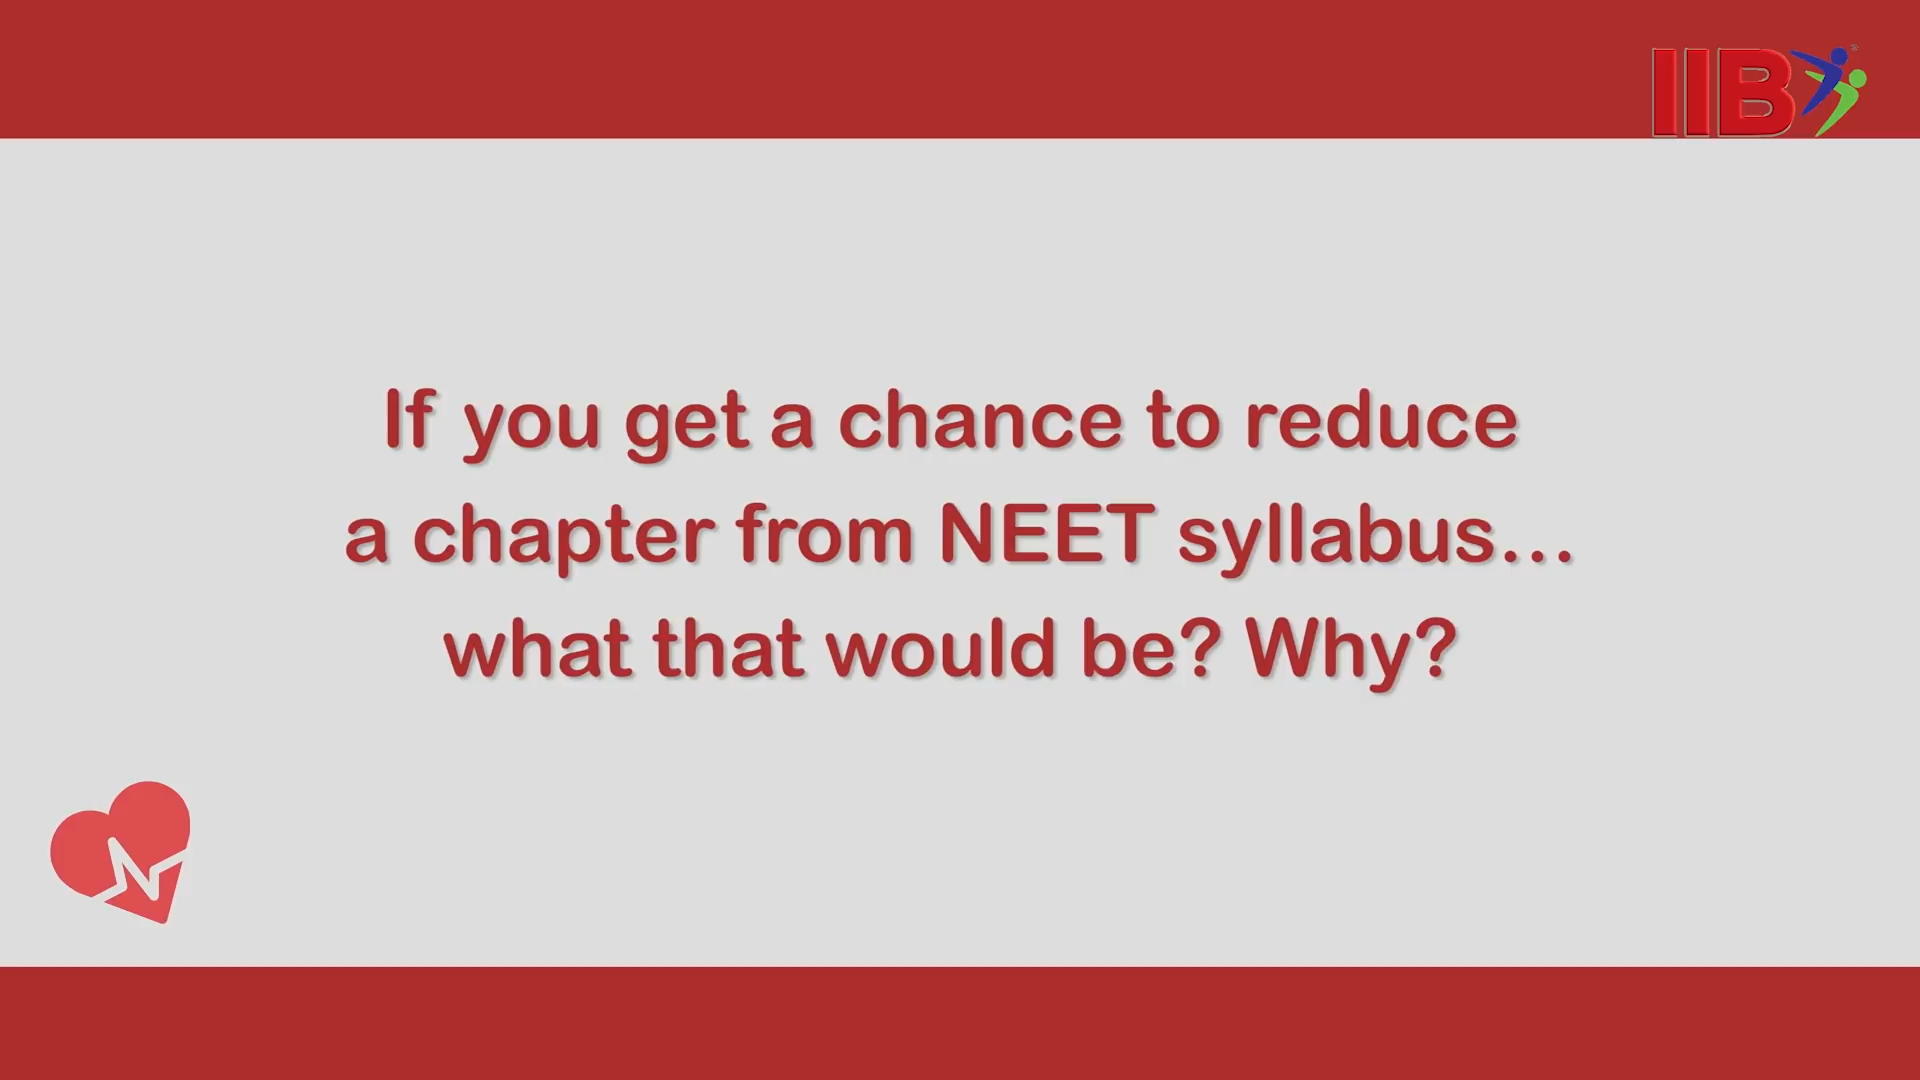 IIB
If you get a chance to reduce
a chapter from NEET syllabus...
what that would be? Why?
N